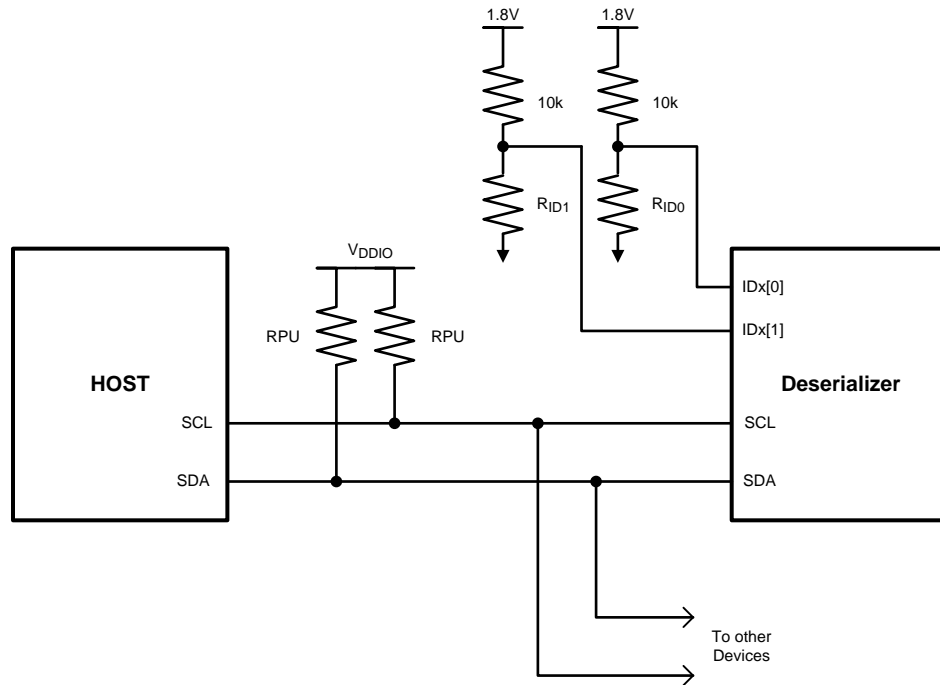 1.8V 1.8V
10k 10k
RID1 RID0
VDDIO
IDx[0]
RPU RPU IDx[1]
HOST Deserializer
SCL SCL
SDA SDA
To other
Devices